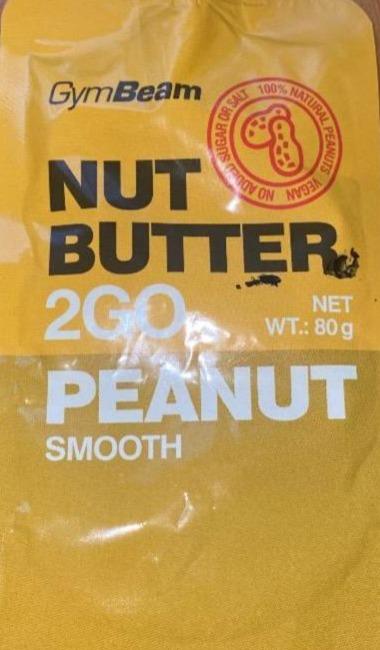 GymBeam
100% NATURAL PEANUTS VEGAN NO ADDED SUGAR OR SALT
NUT
BUTTER
2GO
NET
WT.: 80 g
PEANUT
SMOOTH